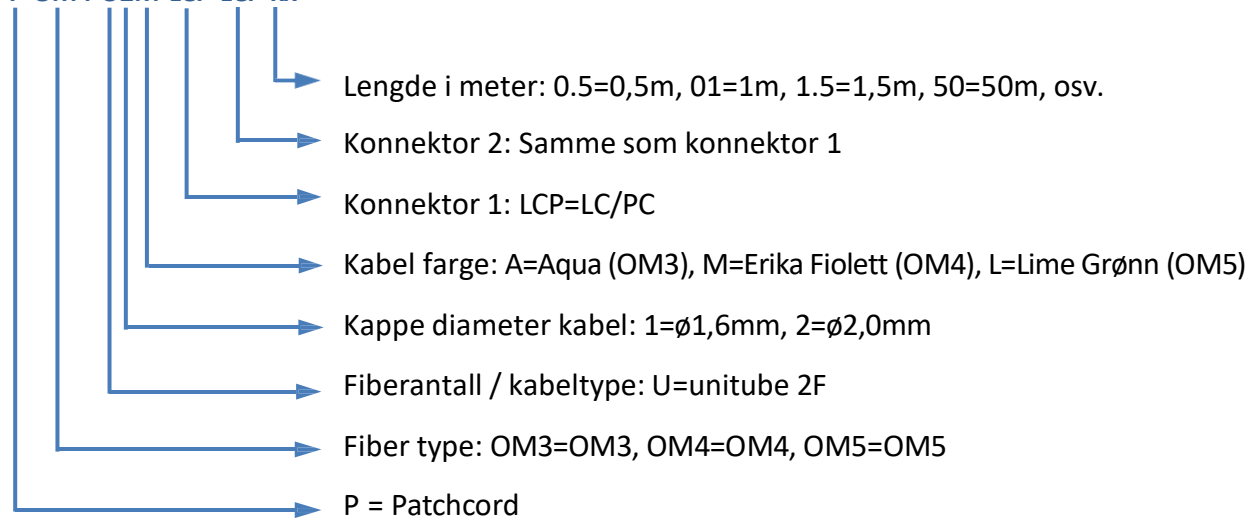 Lengde i meter: 0.5=0,5m, 01=1m, 1.5=1,5m, 50=50m, osv.
Konnektor 2: Samme som konnektor 1
Konnektor 1: LCP=LC/PC
Kabel farge: A=Aqua (OM3), M=Erika Fiolett (OM4), L=Lime Grønn (OM5)
Kappe diameter kabel: 1=ø1,6mm, 2=ø2,0mm
Fiberantall / kabeltype: U=unitube 2F
Fiber type: OM3=OM3, OM4=OM4, OM5=OM5
P = Patchcord